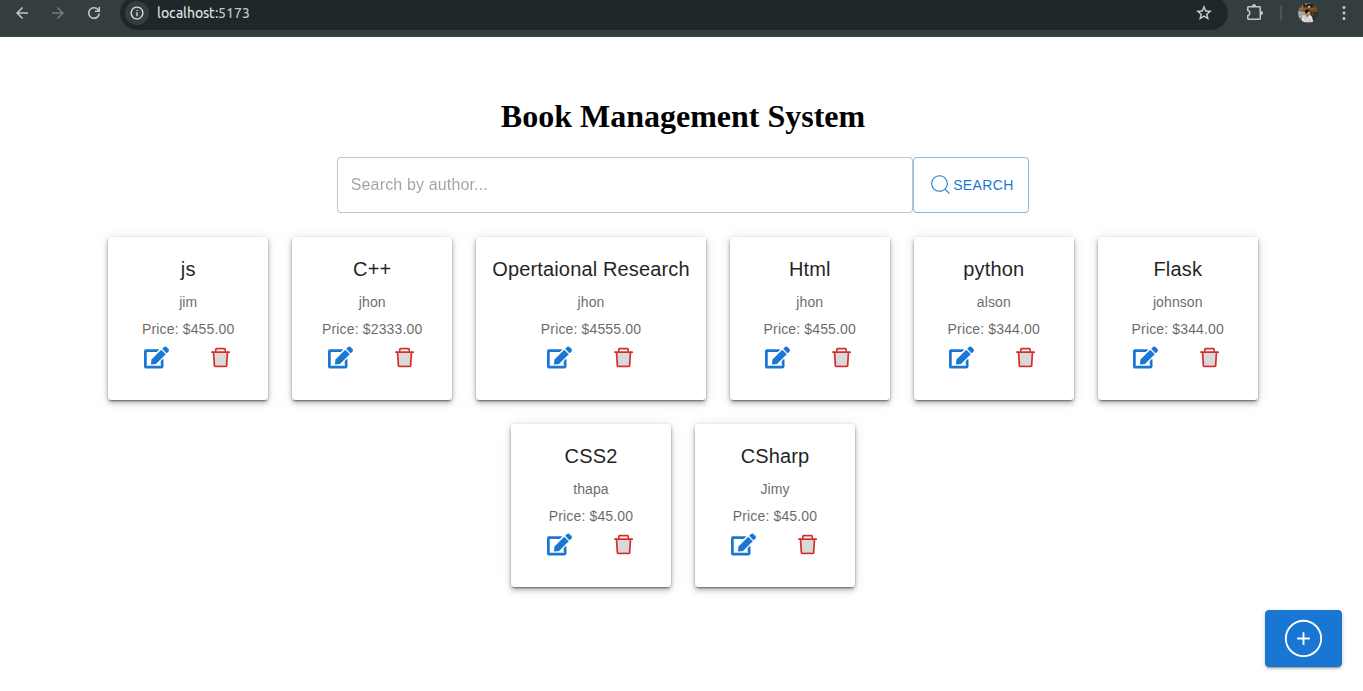 localhost:5173
Book Management System
Search by author...
SEARCH
js
jim
Price: $455.00
C++
jhon
Price: $2333.00
Opertaional Research
jhon
Price: $4555.00
Html
jhon
Price: $455.00
python
alson
Price: $344.00
Flask
johnson
Price: $344.00
CSS2
thapa
Price: $45.00
CSharp
Jimy
Price: $45.00